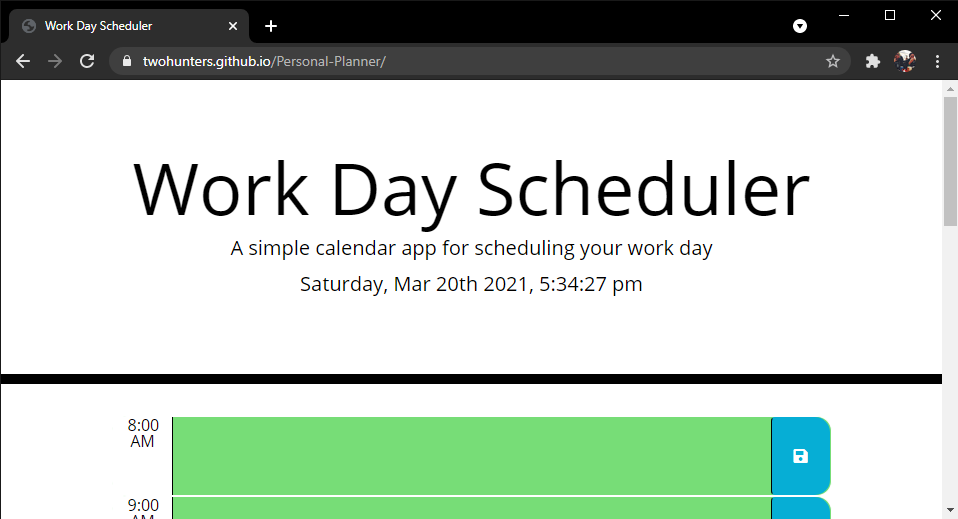 Work Day Scheduler
twohunters.github.io/Personal-Planner/
Work Day Scheduler
A simple calendar app for scheduling your work day
Saturday, Mar 20th 2021, 5:34:27 pm
8:00
AM
9:00
AM